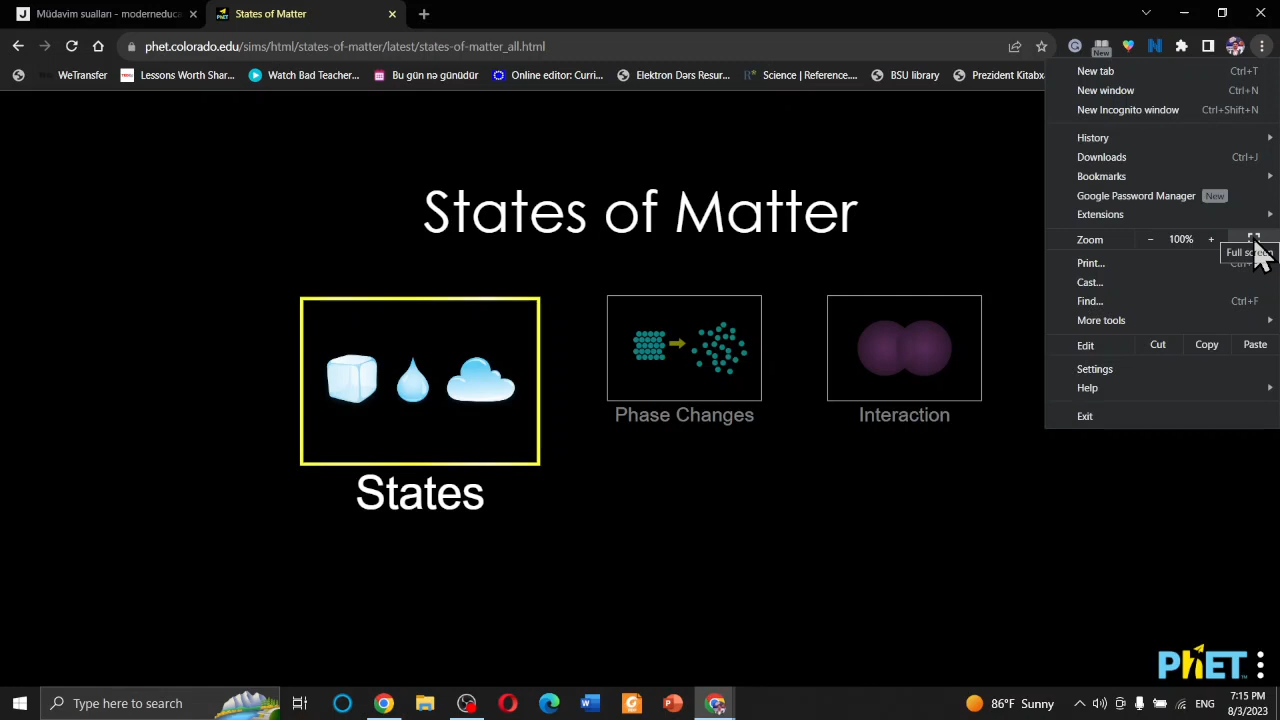 Müdavim sualları - moderneduca
States of Matter
phet.colorado.edu/sims/html/states-of-matter/latest/states-of-matter_all.html
New
WeTransfer
Lessons Worth Shar...
Watch Bad Teacher...
Bu gün nə günüdür
Online editor: Curri...
Elektron Dərs Resur...
Science | Reference....
BSU library
Prezident Kitabx
New tab Ctrl+T
New window Ctrl+N
New Incognito window Ctrl+Shift+N
History
Downloads Ctrl+J
Bookmarks
Google Password Manager New
Extensions
Zoom - 100% +
Full
Print...
Cast...
Find... Ctrl+F
More tools
Edit Cut Copy Paste
Settings
Help
Exit
States of Matter
States
Phase Changes
Interaction
PhET
Type here to search
86°F Sunny
ENG
7:15 PM
8/3/2023